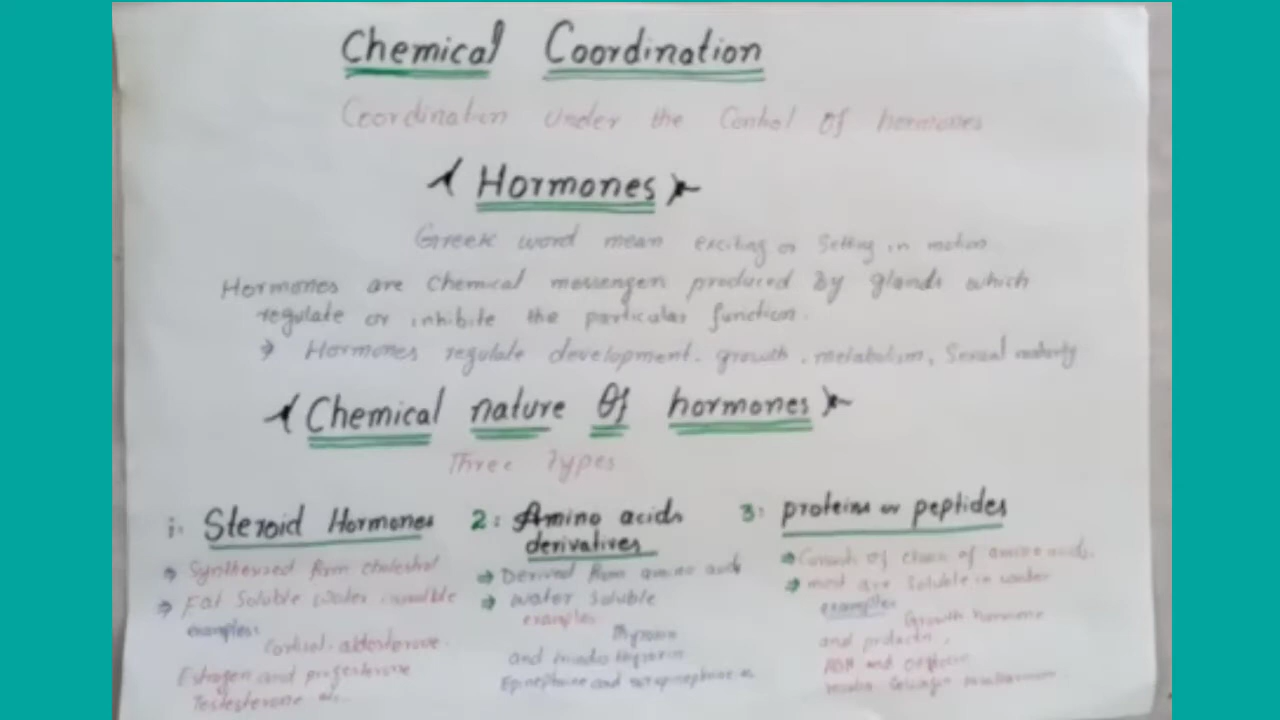 Chemical Coordination
Coordination under the Control Of hormones
Hormones
Greek word mean exciting or Setting in motion
Hormones are Chemical messenger produced by glands which
regulate or inhibite the particular function.
Hormones regulate development, growth, metabolism, Sexual maturity
Chemical nature Of hormones
Three Types
1. Steroid Hormones
Synthesized from cholestrol
Fat Soluble water
examples:
Cortisol, aldosterone
Estrogen and progesterone
Testosterone
2: Amino acids
derivatives
Derived from amino acids
water soluble
examples
Thyroxin
and
Epinephrine and
3: proteins or peptides
of chain of amino acids.
most are Soluble in water
examples
Growth hormone
and prolactin,
ADH and